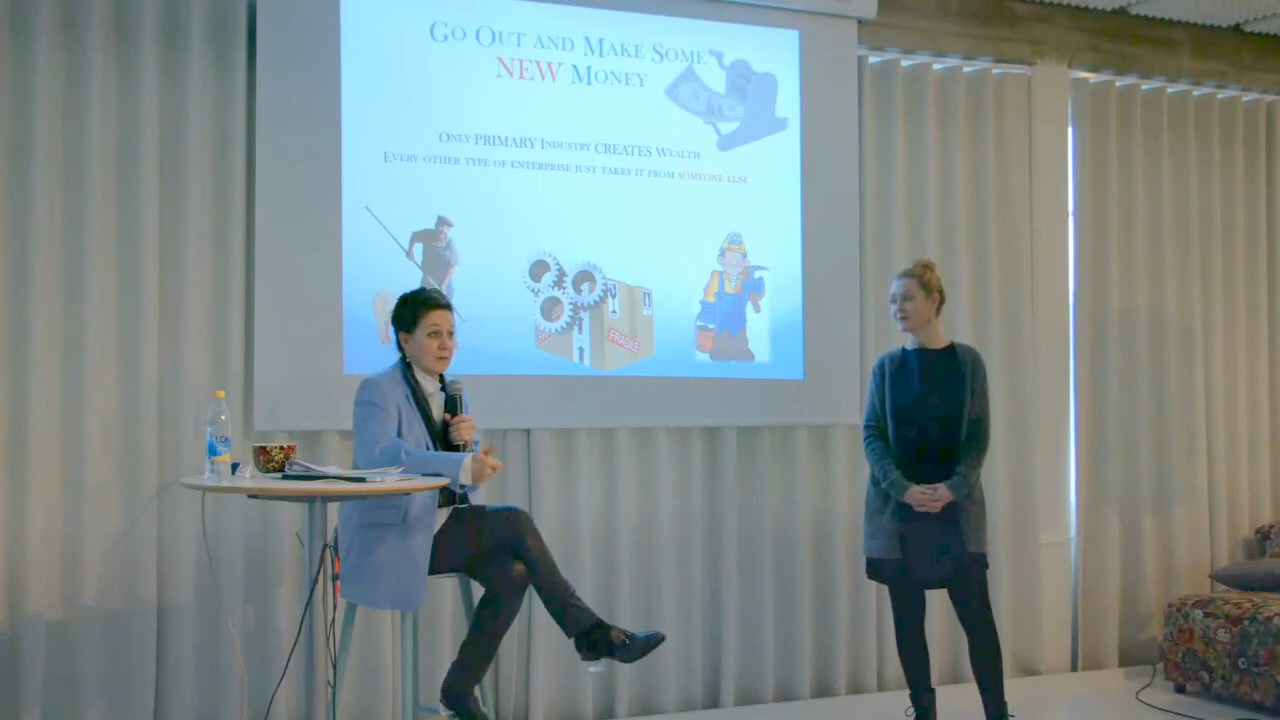 Go Out and Make Some
NEW Money
Only PRIMARY Industry CREATES Wealth
Every other type of enterprise just takes it from someone else
FRAGILE